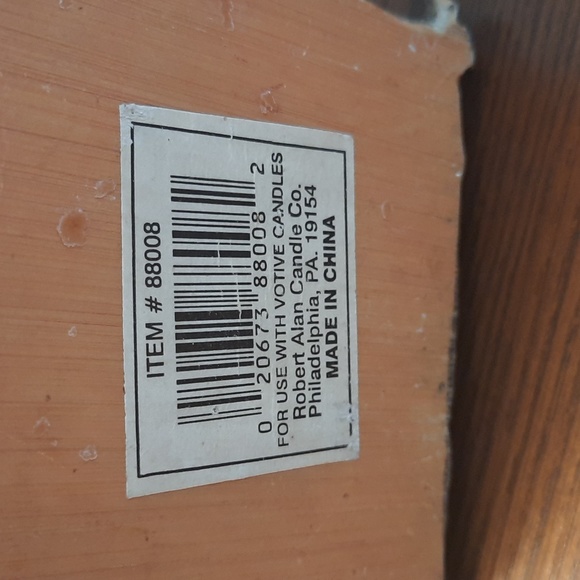 ITEM # 88008
0 20673 88008 2
FOR USE WITH VOTIVE CANDLES
Robert Alan Candle Co.
Philadelphia, PA. 19154
MADE IN CHINA